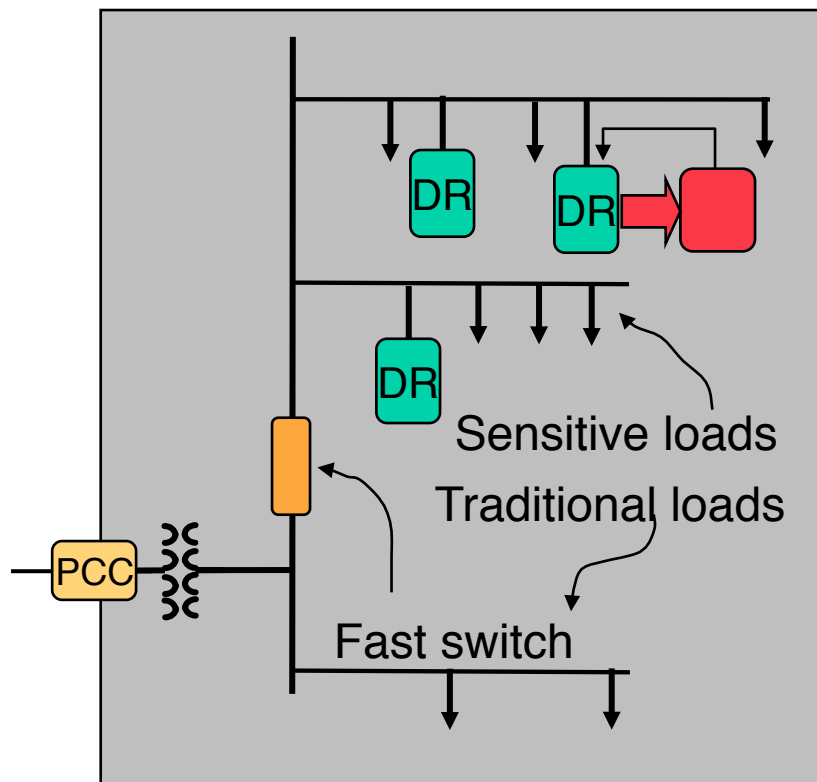 DR
DR
DR
Sensitive loads
Traditional loads
PCC
Fast switch